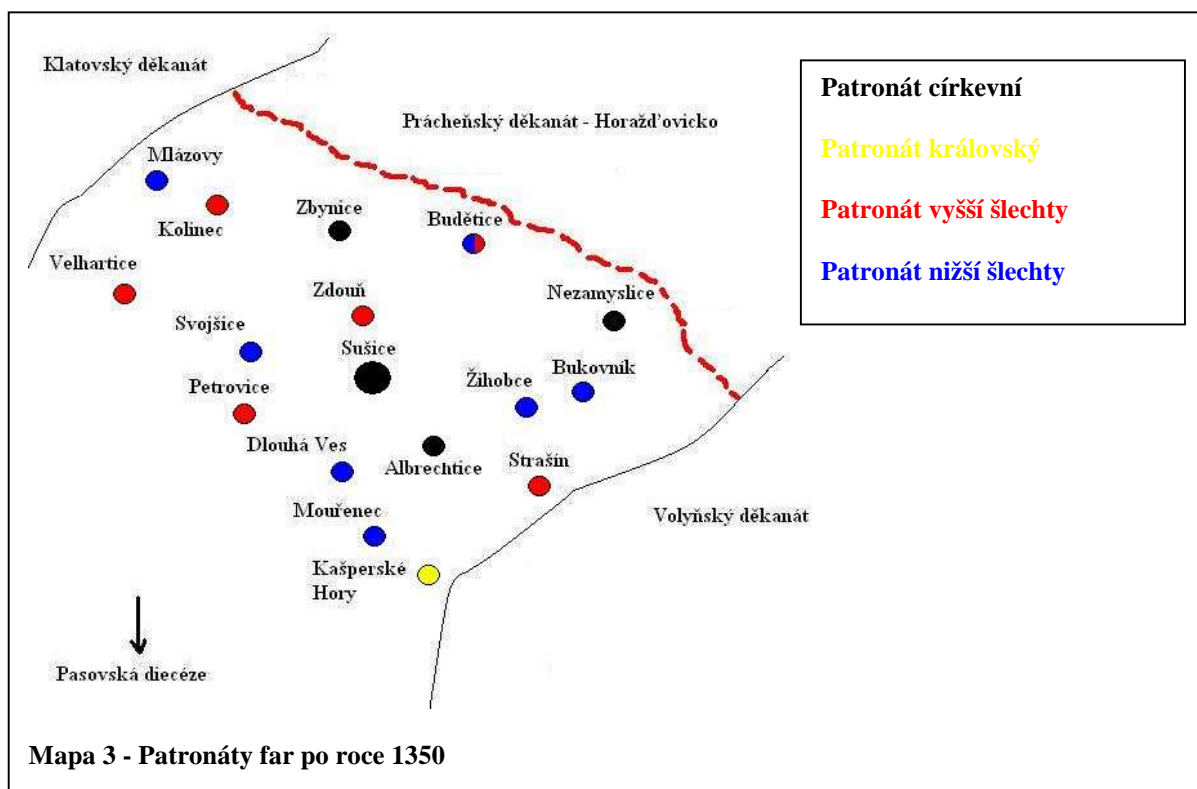 Klatovský děkanát
Prácheňský děkanát - Horažďovicko
Mlázovy
Kolinec
Zbynice
Budětice
Velhartice
Zdouň
Nezamyslice
Svojšice
Sušice
Petrovice
Žihobce
Bukovník
Dlouhá Ves
Albrechtice
Strašín
Mouřenec
Volyňský děkanát
Kašperské
Hory
Pasovská diecéze
Mapa 3 - Patronáty far po roce 1350
Patronát církevní
Patronát královský
Patronát vyšší šlechty
Patronát nižší šlechty